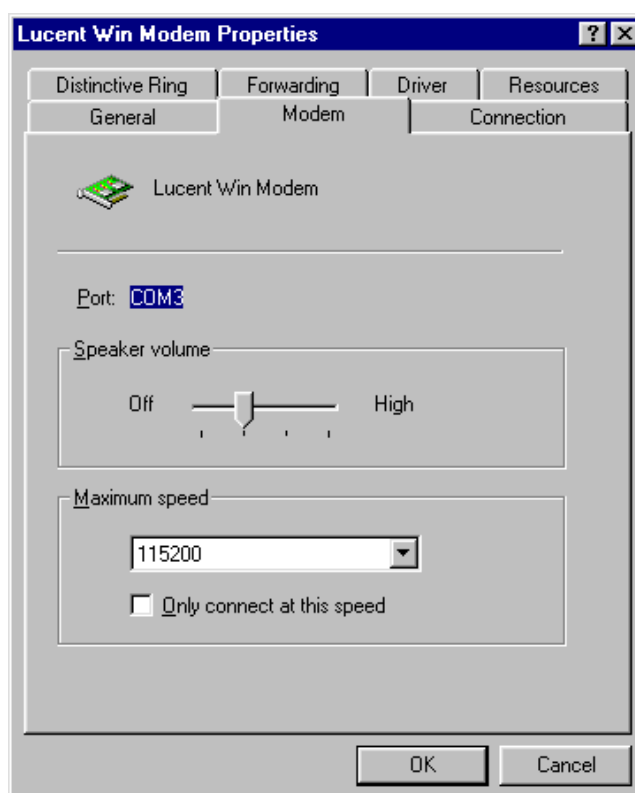 Lucent Win Modem Properties
Distinctive Ring Forwarding Driver Resources
General Modem Connection
Lucent Win Modem
Port: COM3
Speaker volume
Off High
Maximum speed
115200
Only connect at this speed
OK Cancel